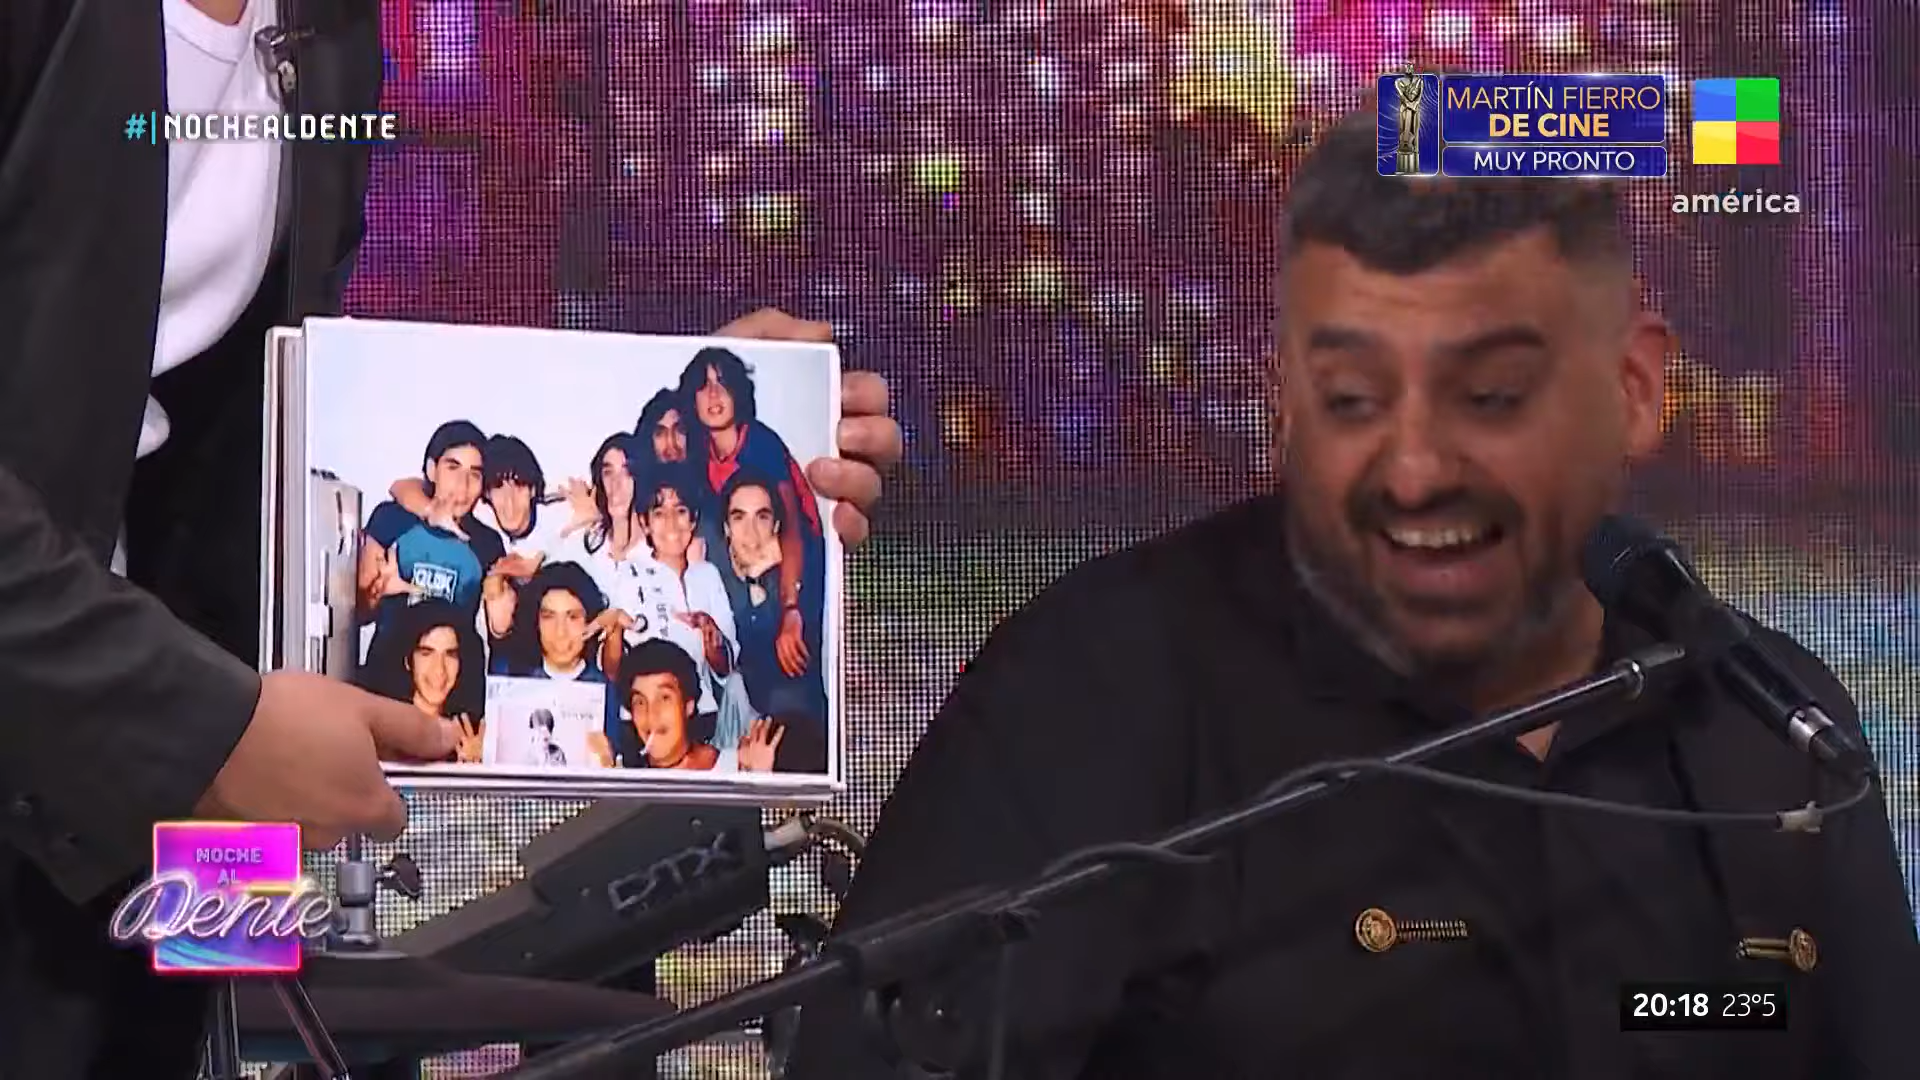 #|NOCHEALDENTE
MARTÍN FIERRO
DE CINE
MUY PRONTO
américa
DTX
NOCHE
AL
Dente
20:18 23°5